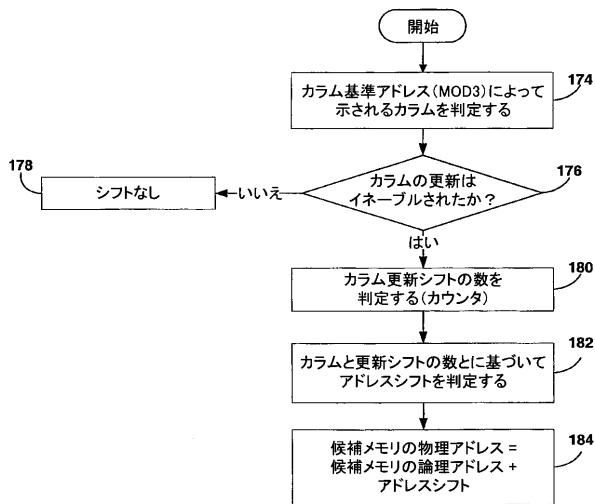 開始
カラム基準アドレス(MOD3)によって
示されるカラムを判定する
174
カラムの更新は
イネーブルされたか？
176
178
シフトなし
いいえ
はい
カラム更新シフトの数を
判定する(カウンタ)
180
カラムと更新シフトの数とに基づいて
アドレスシフトを判定する
182
候補メモリの物理アドレス =
候補メモリの論理アドレス +
アドレスシフト
184